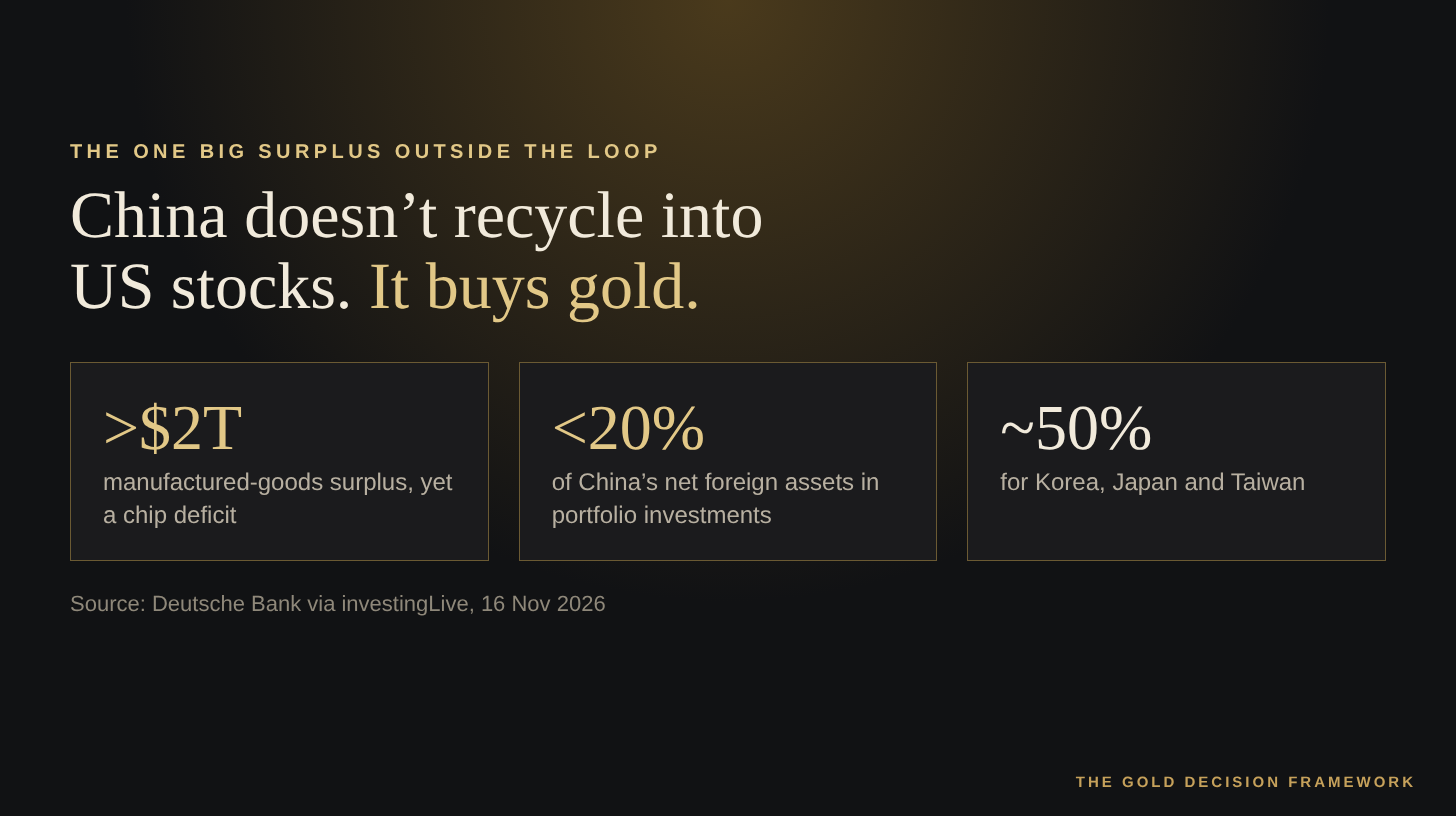 THE ONE BIG SURPLUS OUTSIDE THE LOOP
China doesn’t recycle into
US stocks. It buys gold.
>$2T
manufactured-goods surplus, yet
a chip deficit
<20%
of China’s net foreign assets in
portfolio investments
~50%
for Korea, Japan and Taiwan
Source: Deutsche Bank via investingLive, 16 Nov 2026
THE GOLD DECISION FRAMEWORK